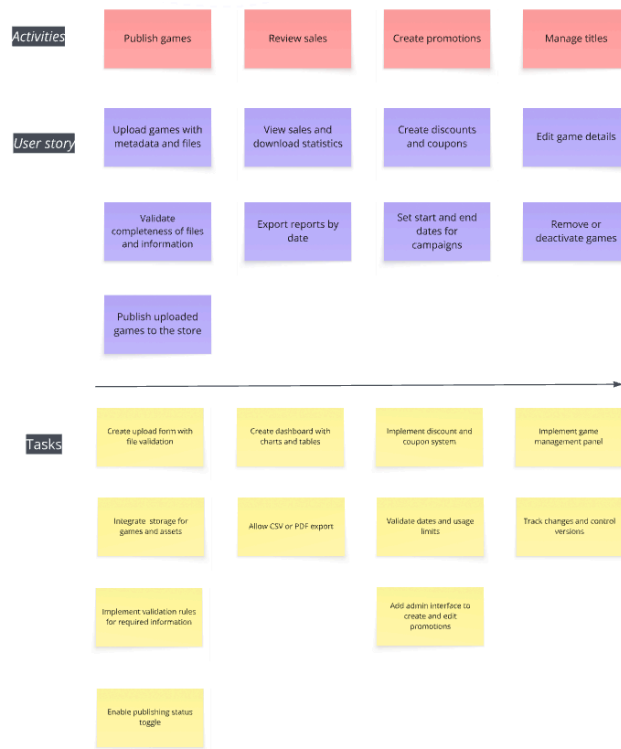 Activities
Publish games
Review sales
Create promotions
Manage titles
User story
Upload games with
metadata and files
View sales and
download statistics
Create discounts
and coupons
Edit game details
Validate
completeness of files
and information
Export reports by
date
Set start and end
dates for
campaigns
Remove or
deactivate games
Publish uploaded
games to the store
Tasks
Create upload form with
file validation
Create dashboard with
charts and tables
Implement discount and
coupon system
Implement game
management panel
Integrate storage for
games and assets
Allow CSV or PDF export
Validate dates and usage
limits
Track changes and control
versions
Implement validation rules
for required information
Add admin interface to
create and edit
promotions
Enable publishing status
toggle